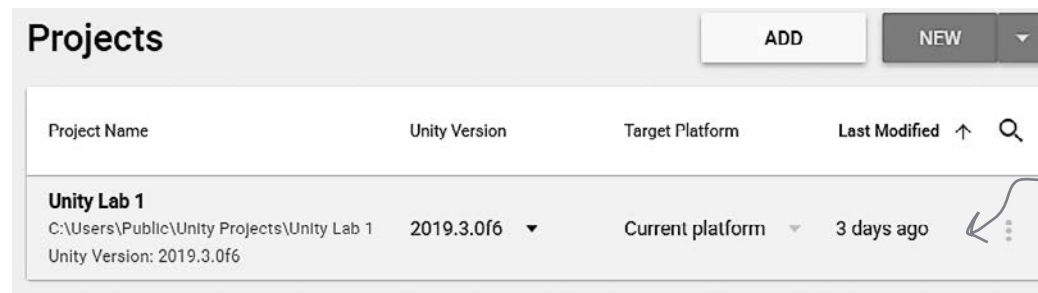 Projects
ADD
NEW
Project Name Unity Version Target Platform Last Modified
Unity Lab 1
C:\Users\Public\Unity Projects\Unity Lab 1
Unity Version: 2019.3.0f6
2019.3.0f6
Current platform
3 days ago